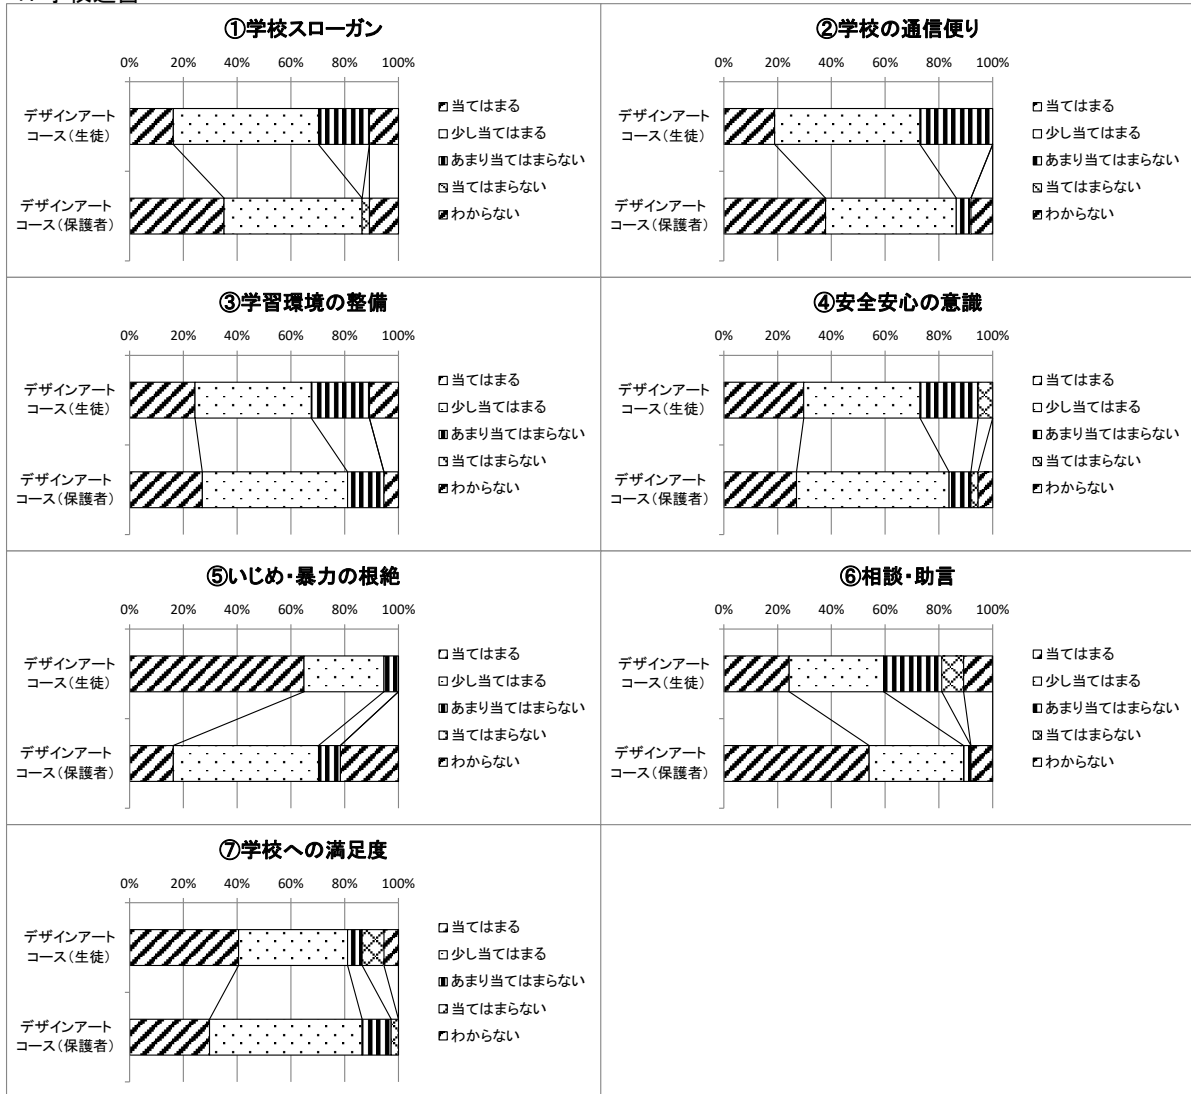 ①学校スローガン
0% 20% 40% 60% 80% 100%
デザインアート
コース(生徒)
デザインアート
コース(保護者)
当てはまる
少し当てはまる
あまり当てはまらない
当てはまらない
わからない
②学校の通信便り
0% 20% 40% 60% 80% 100%
デザインアート
コース(生徒)
デザインアート
コース(保護者)
当てはまる
少し当てはまる
あまり当てはまらない
当てはまらない
わからない
③学習環境の整備
0% 20% 40% 60% 80% 100%
デザインアート
コース(生徒)
デザインアート
コース(保護者)
当てはまる
少し当てはまる
あまり当てはまらない
当てはまらない
わからない
④安全安心の意識
0% 20% 40% 60% 80% 100%
デザインアート
コース(生徒)
デザインアート
コース(保護者)
当てはまる
少し当てはまる
あまり当てはまらない
当てはまらない
わからない
⑤いじめ・暴力の根絶
0% 20% 40% 60% 80% 100%
デザインアート
コース(生徒)
デザインアート
コース(保護者)
当てはまる
少し当てはまる
あまり当てはまらない
当てはまらない
わからない
⑥相談・助言
0% 20% 40% 60% 80% 100%
デザインアート
コース(生徒)
デザインアート
コース(保護者)
当てはまる
少し当てはまる
あまり当てはまらない
当てはまらない
わからない
⑦学校への満足度
0% 20% 40% 60% 80% 100%
デザインアート
コース(生徒)
デザインアート
コース(保護者)
当てはまる
少し当てはまる
あまり当てはまらない
当てはまらない
わからない